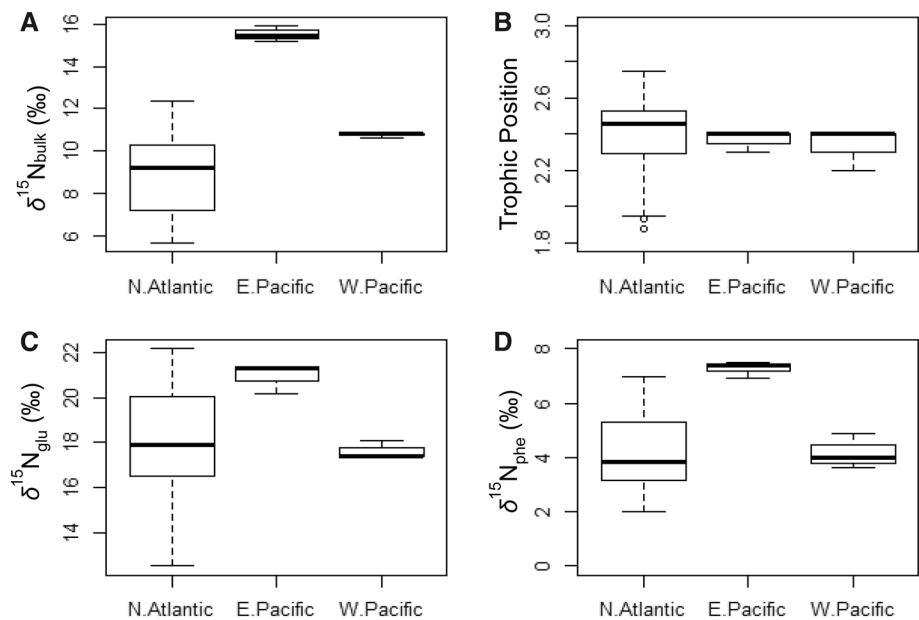 A
δ15Nbulk (‰)
16
14
12
10
8
6
N.Atlantic E.Pacific W.Pacific
B
Trophic Position
3.0
2.6
2.2
1.8
N.Atlantic E.Pacific W.Pacific
C
δ15Nglu (‰)
22
20
18
16
14
N.Atlantic E.Pacific W.Pacific
D
δ15Nphe (‰)
8
6
4
2
0
N.Atlantic E.Pacific W.Pacific